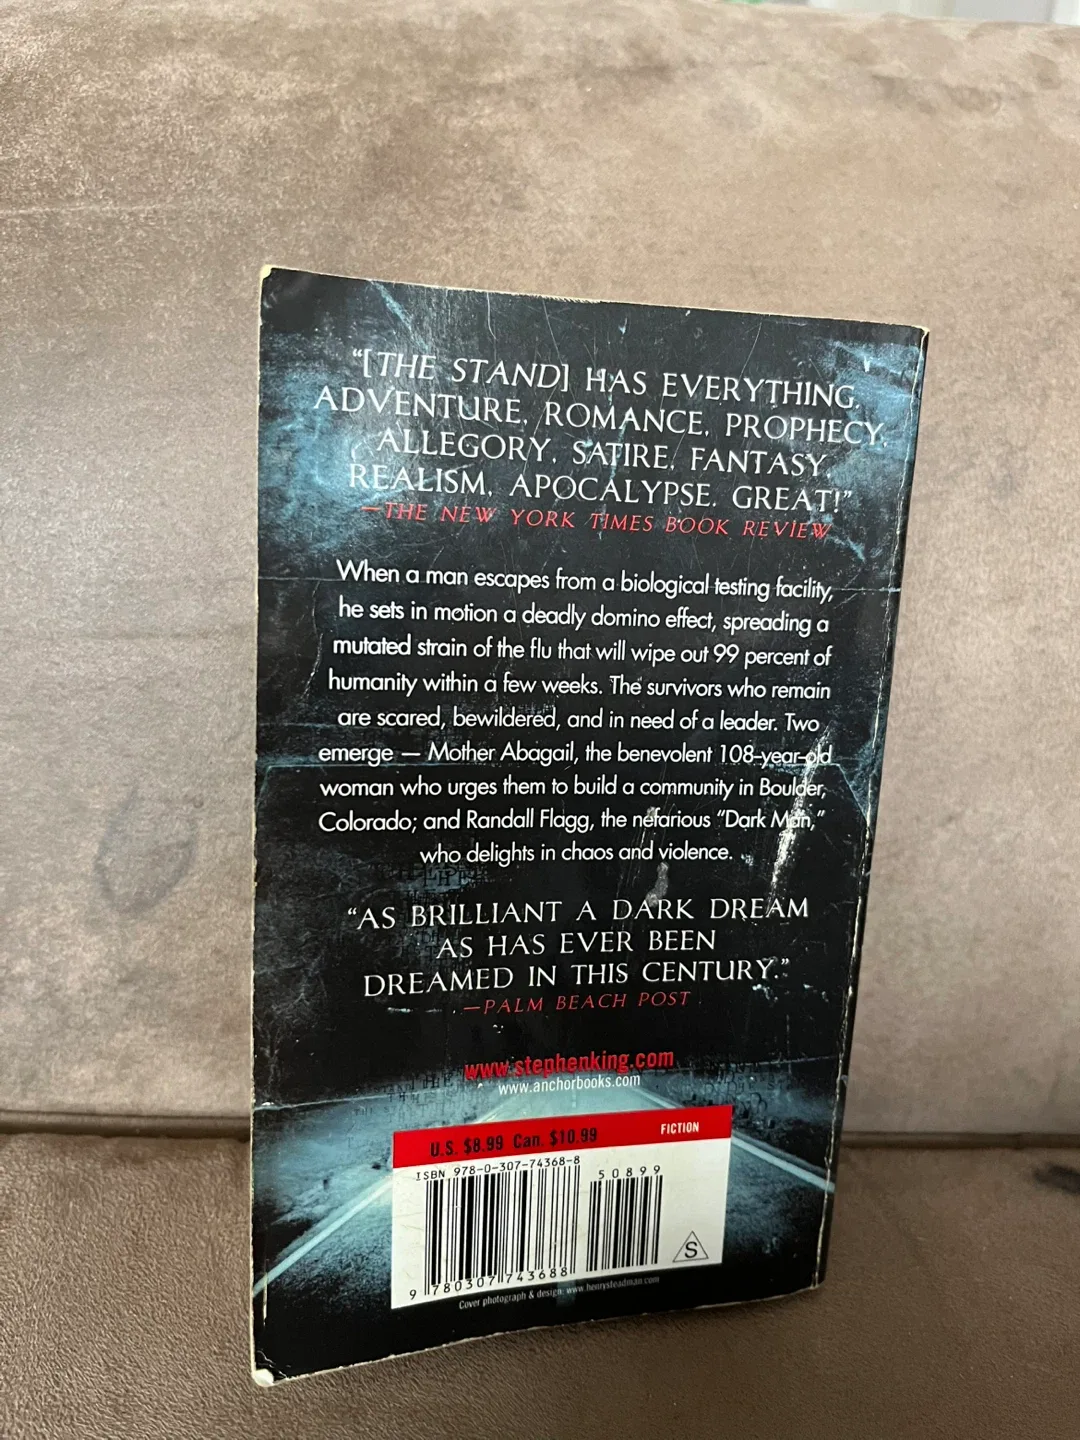 “[THE STAND] HAS EVERYTHING.
ADVENTURE. ROMANCE. PROPHECY.
ALLEGORY. SATIRE. FANTASY.
REALISM. APOCALYPSE. GREAT!”
—THE NEW YORK TIMES BOOK REVIEW
When a man escapes from a biological testing facility,
he sets in motion a deadly domino effect, spreading a
mutated strain of the flu that will wipe out 99 percent of
humanity within a few weeks. The survivors who remain
are scared, bewildered, and in need of a leader. Two
emerge — Mother Abagail, the benevolent 108-year-old
woman who urges them to build a community in Boulder,
Colorado; and Randall Flagg, the nefarious “Dark Man,”
who delights in chaos and violence.
“AS BRILLIANT A DARK DREAM
AS HAS EVER BEEN
DREAMED IN THIS CENTURY.”
—PALM BEACH POST
www.stephenking.com
www.anchorbooks.com
U.S. $8.99 Can. $10.99 FICTION
ISBN 978-0-307-74368-8
50899
9 780307 743688
S
Cover photograph & design: www.henrysteadman.com